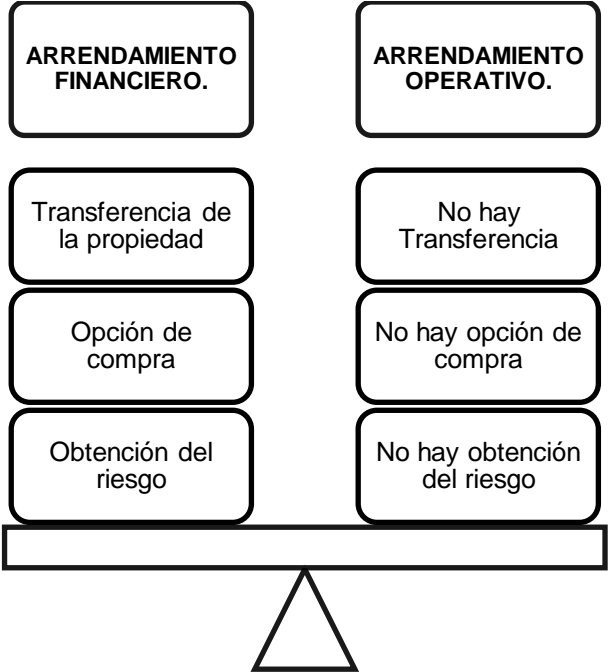 ARRENDAMIENTO
FINANCIERO.
ARRENDAMIENTO
OPERATIVO.
Transferencia de
la propiedad
No hay
Transferencia
Opción de
compra
No hay opción de
compra
Obtención del
riesgo
No hay obtención
del riesgo